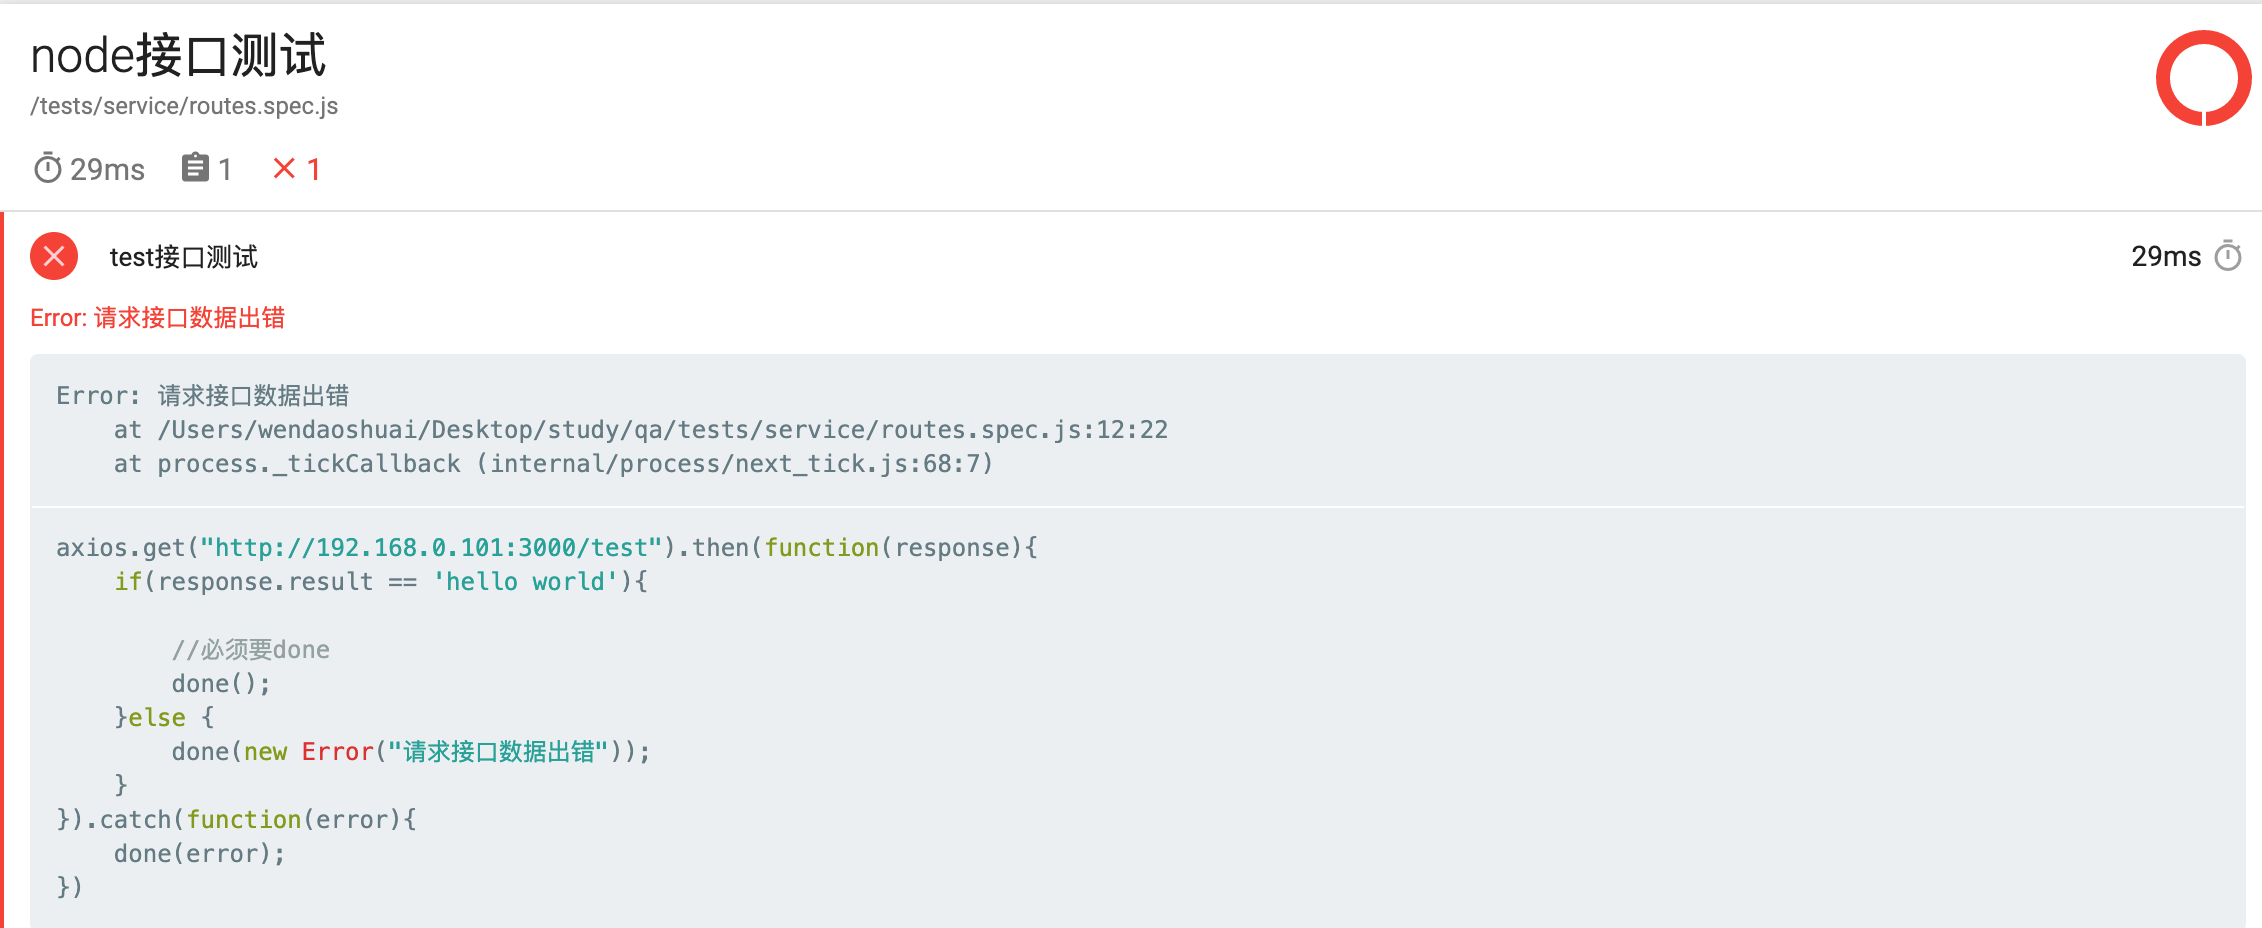 node接口测试
/tests/service/routes.spec.js
29ms 1 1
test接口测试 29ms
Error: 请求接口数据出错
Error: 请求接口数据出错
    at /Users/wendaoshuai/Desktop/study/qa/tests/service/routes.spec.js:12:22
    at process._tickCallback (internal/process/next_tick.js:68:7)
axios.get("http://192.168.0.101:3000/test").then(function(response){
    if(response.result == 'hello world'){
        //必须要done
        done();
    }else {
        done(new Error("请求接口数据出错"));
    }
}).catch(function(error){
    done(error);
})